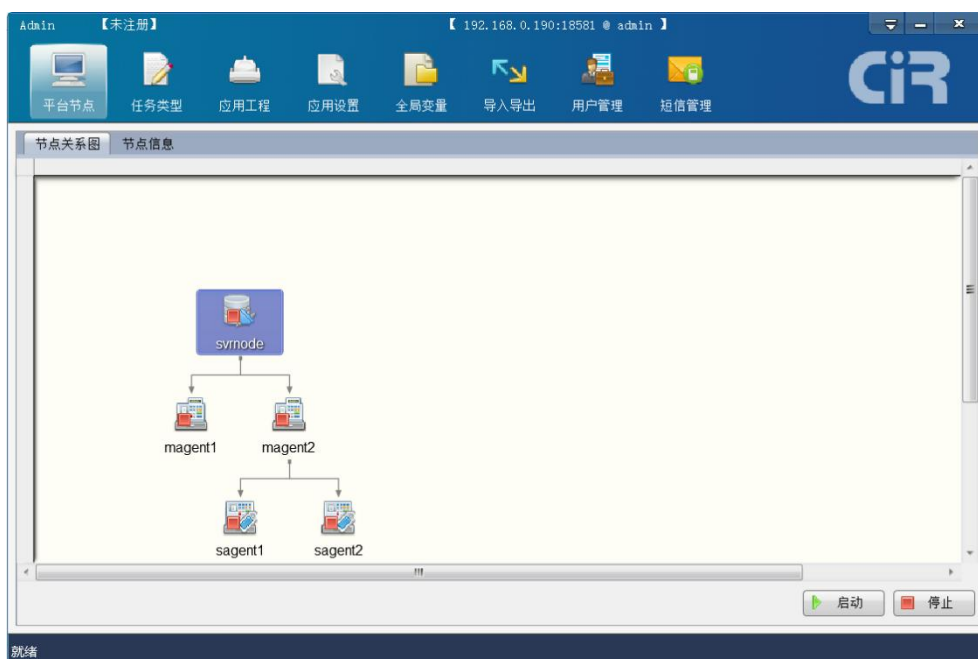 Admin 【未注册】 【 192.168.0.190:18581 @ admin 】
平台节点 任务类型 应用工程 应用设置 全局变量 导入导出 用户管理 短信管理 CiR
节点关系图 节点信息
svrnode
magent1 magent2
sagent1 sagent2
启动 停止
就绪